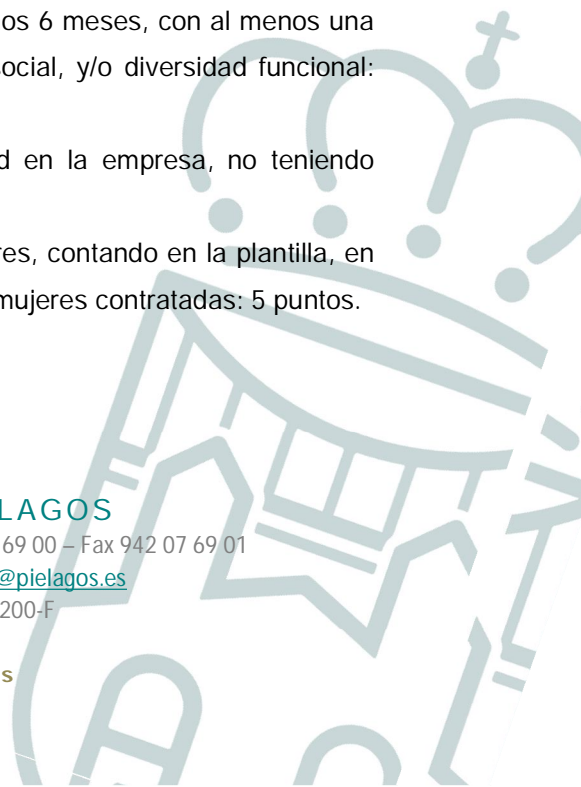 os 6 meses, con al menos una
social, y/o diversidad funcional:
d en la empresa, no teniendo
res, contando en la plantilla, en
mujeres contratadas: 5 puntos.
LAGOS
69 00 – Fax 942 07 69 01
@pielagos.es
200-F
s